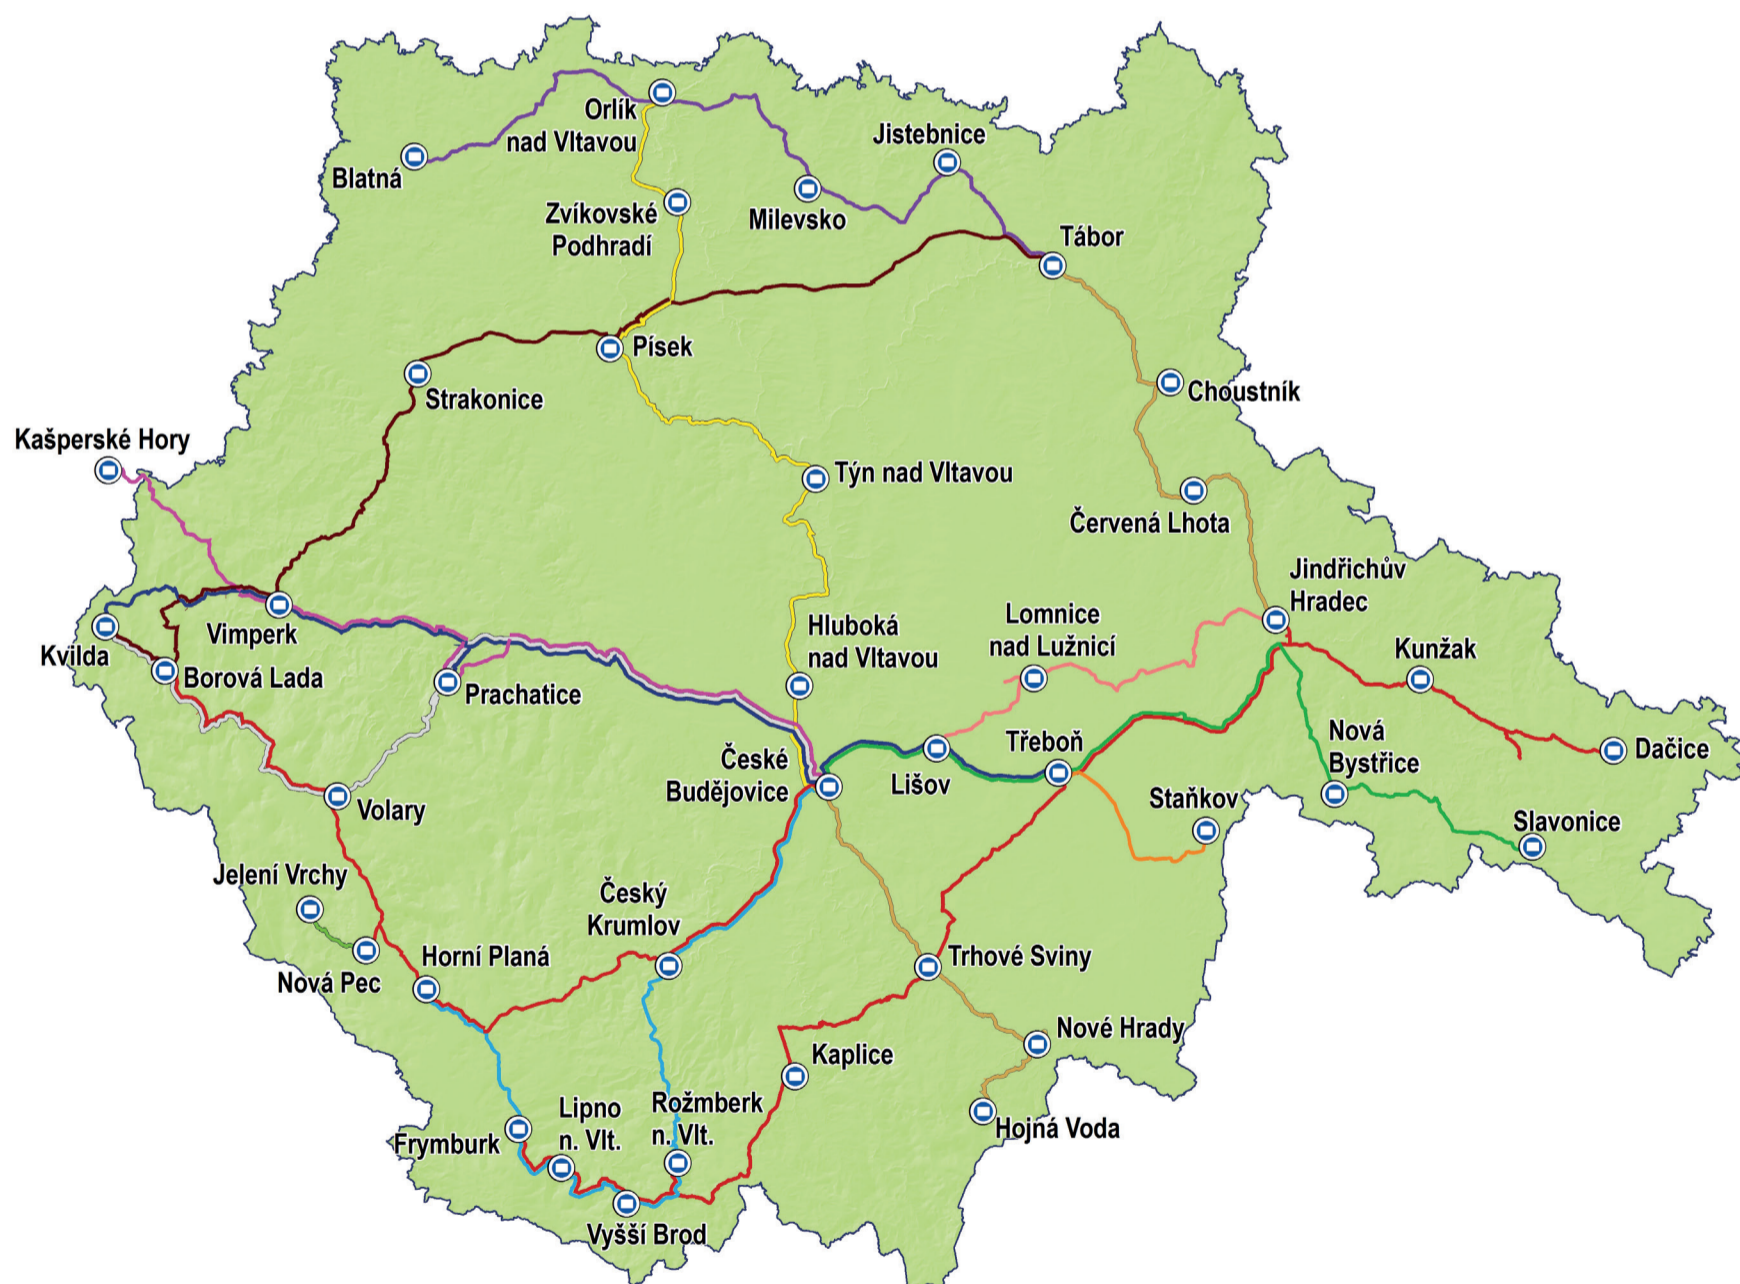 Orlík
nad Vltavou
Jistebnice
Blatná
Milevsko
Zvíkovské
Podhradí
Tábor
Písek
Choustník
Strakonice
Kašperské Hory
Týn nad Vltavou
Červená Lhota
Jindřichův
Hradec
Lomnice
nad Lužnicí
Hluboká
nad Vltavou
Vimperk
Kvilda
Borová Lada
Prachatice
Kunžak
Nová
Bystřice
Dačice
Třeboň
České
Budějovice
Lišov
Staňkov
Volary
Slavonice
Jelení Vrchy
Český
Krumlov
Horní Planá
Nová Pec
Trhové Sviny
Nové Hrady
Kaplice
Lipno
n. Vlt.
Rožmberk
n. Vlt.
Frymburk
Hojná Voda
Vyšší Brod